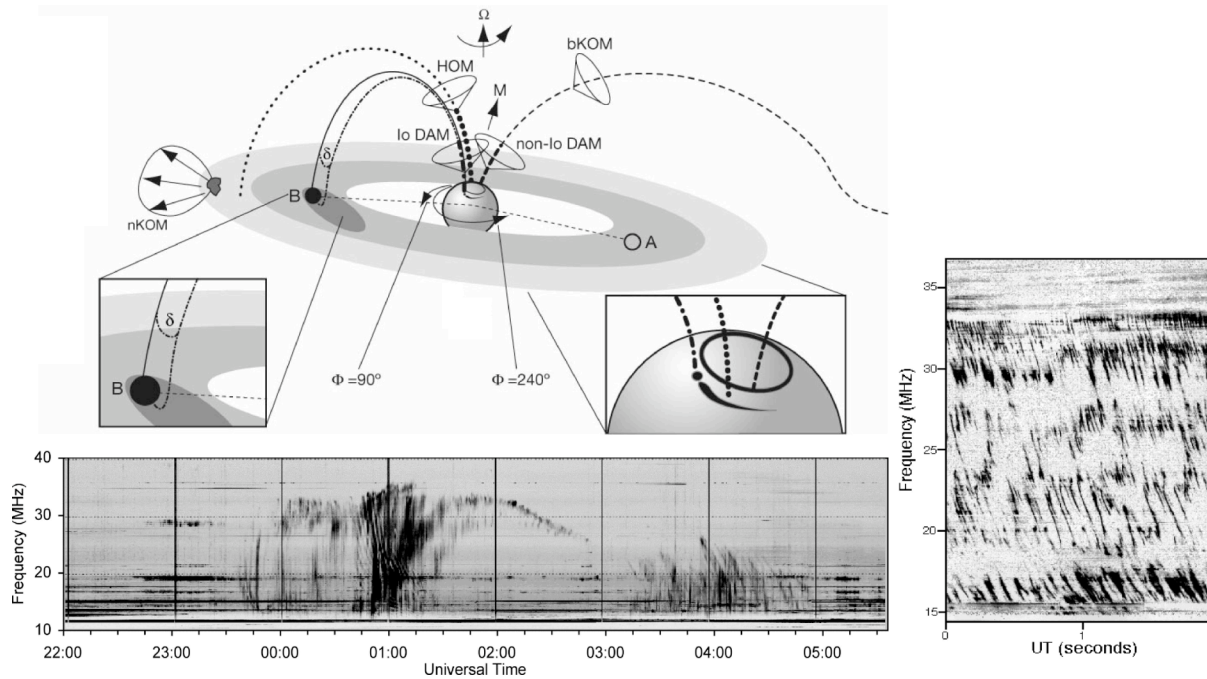 Ω
bKOM
HOM
M
Io DAM
non-Io DAM
δ
B
nKOM
A
δ
B
Φ =90º
Φ =240º
40
30
20
10
Frequency (MHz)
22:00
23:00
00:00
01:00
02:00
03:00
04:00
05:00
Universal Time
35
30
25
20
15
Frequency (MHz)
0
1
UT (seconds)